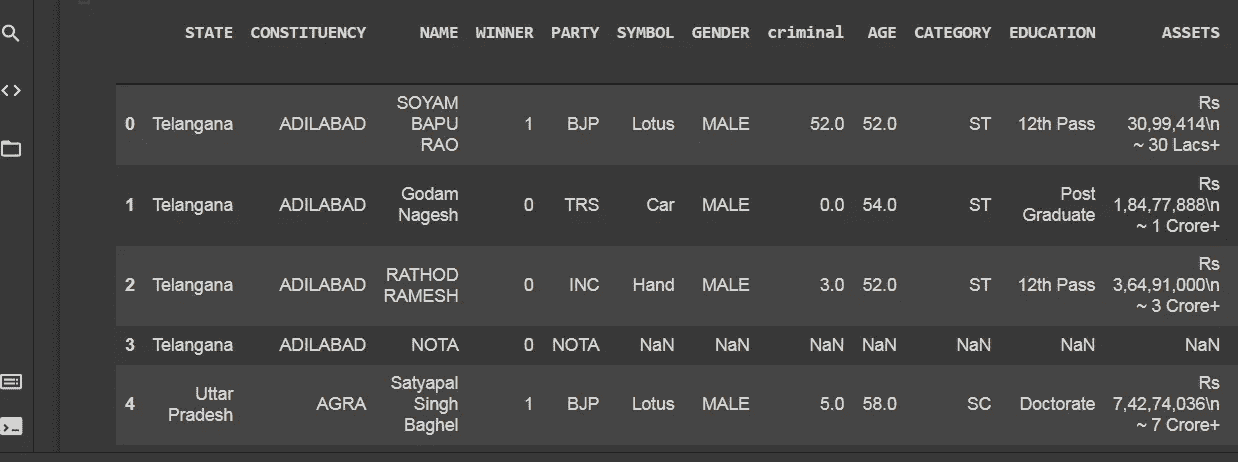 STATE CONSTITUENCY NAME WINNER PARTY SYMBOL GENDER criminal AGE CATEGORY EDUCATION ASSETS
0 Telangana ADILABAD SOYAM BAPU RAO 1 BJP Lotus MALE 52.0 52.0 ST 12th Pass Rs 30,99,414\n ~ 30 Lacs+
1 Telangana ADILABAD Godam Nagesh 0 TRS Car MALE 0.0 54.0 ST Post Graduate Rs 1,84,77,888\n ~ 1 Crore+
2 Telangana ADILABAD RATHOD RAMESH 0 INC Hand MALE 3.0 52.0 ST 12th Pass Rs 3,64,91,000\n ~ 3 Crore+
3 Telangana ADILABAD NOTA 0 NOTA NaN NaN NaN NaN NaN NaN NaN
4 Uttar Pradesh AGRA Satyapal Singh Baghel 1 BJP Lotus MALE 5.0 58.0 SC Doctorate Rs 7,42,74,036\n ~ 7 Crore+